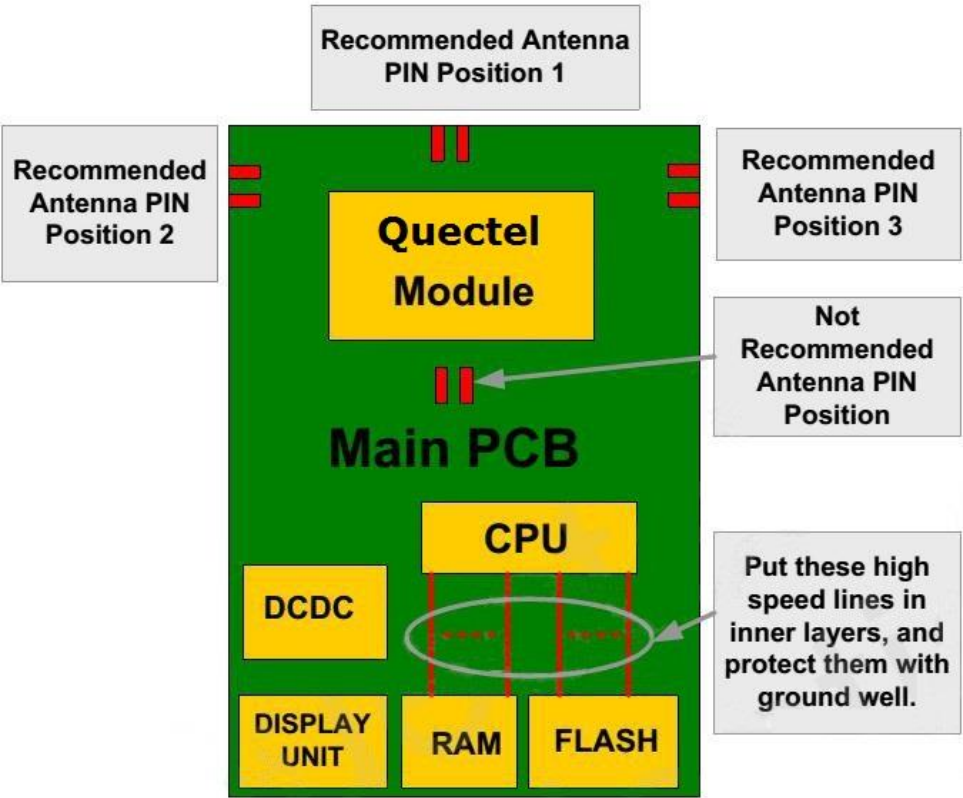 Recommended Antenna
PIN Position 1
Recommended
Antenna PIN
Position 2
Recommended
Antenna PIN
Position 3
Quectel
Module
Not
Recommended
Antenna PIN
Position
Main PCB
CPU
DCDC
Put these high
speed lines in
inner layers, and
protect them with
ground well.
DISPLAY
UNIT
RAM
FLASH